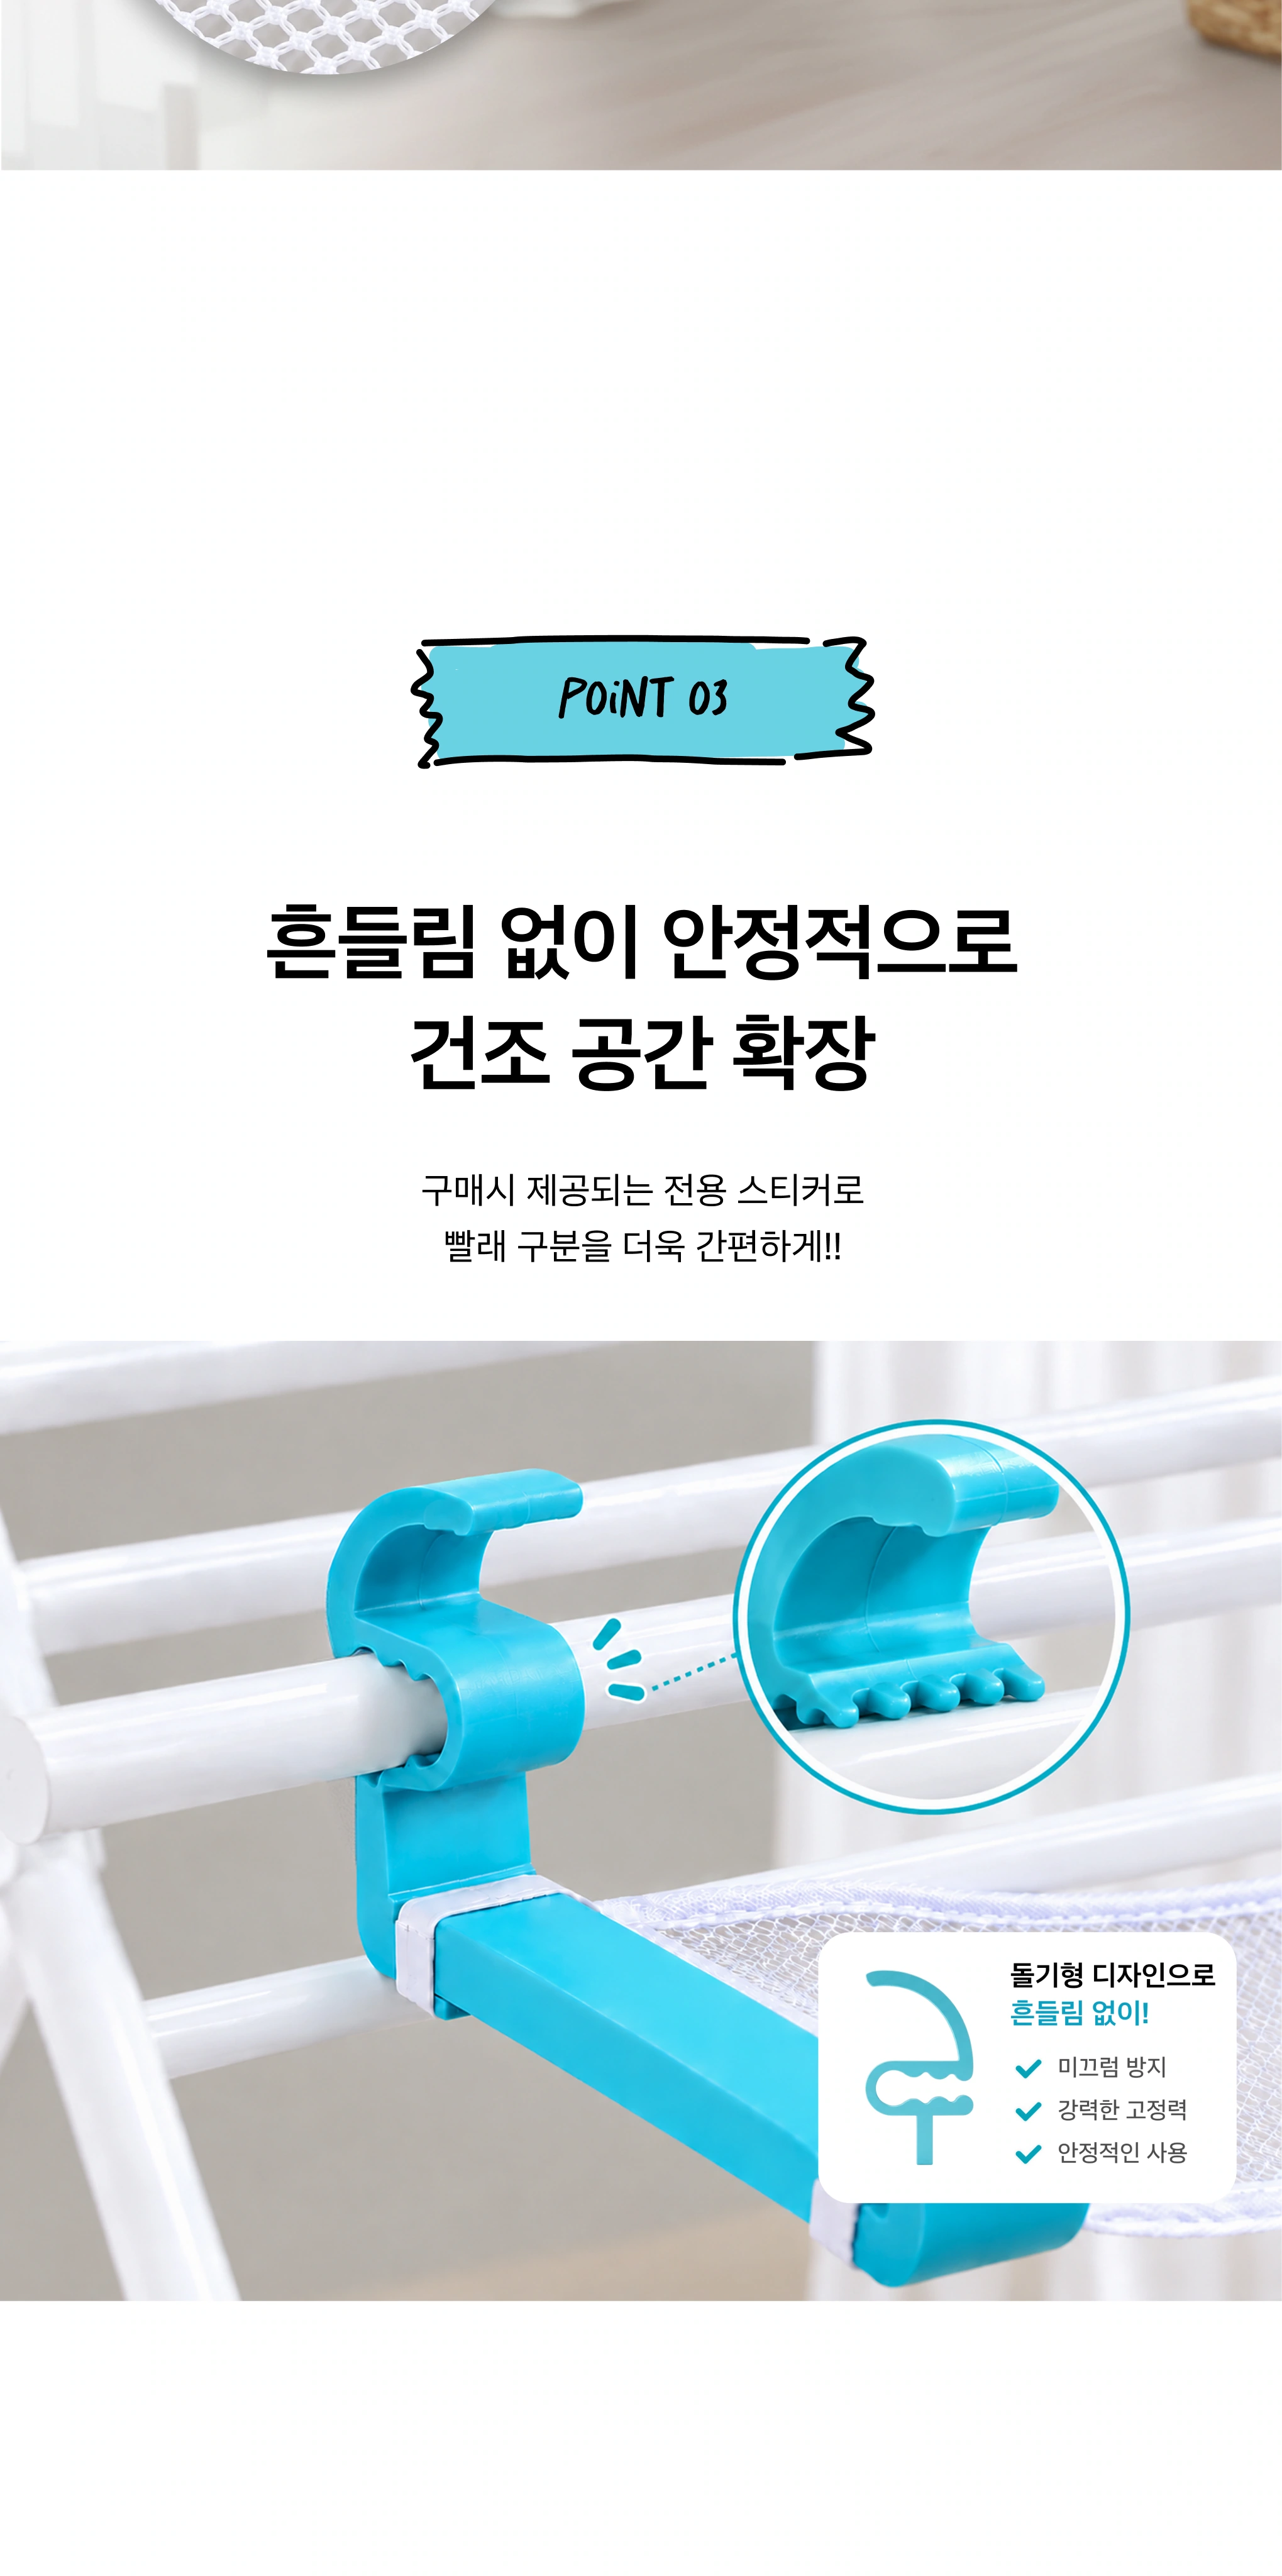 POiNT 03
흔들림 없이 안정적으로
건조 공간 확장
구매시 제공되는 전용 스티커로
빨래 구분을 더욱 간편하게!!
돌기형 디자인으로
흔들림 없이!
미끄럼 방지
강력한 고정력
안정적인 사용